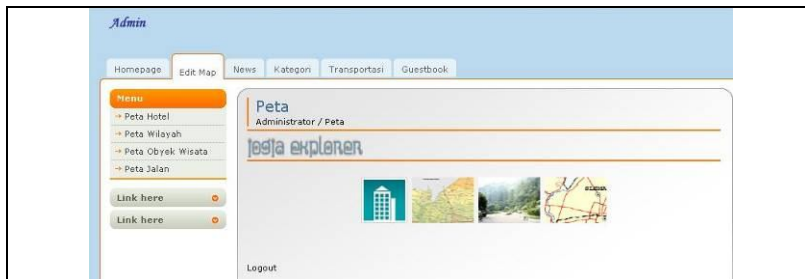 Admin
Homepage Edit Map News Kategori Transportasi Guestbook
Menu
Peta Hotel
Peta Wilayah
Peta Obyek Wisata
Peta Jalan
Link here
Link here
Peta
Administrator / Peta
jogja explorer
SLEMA
Logout